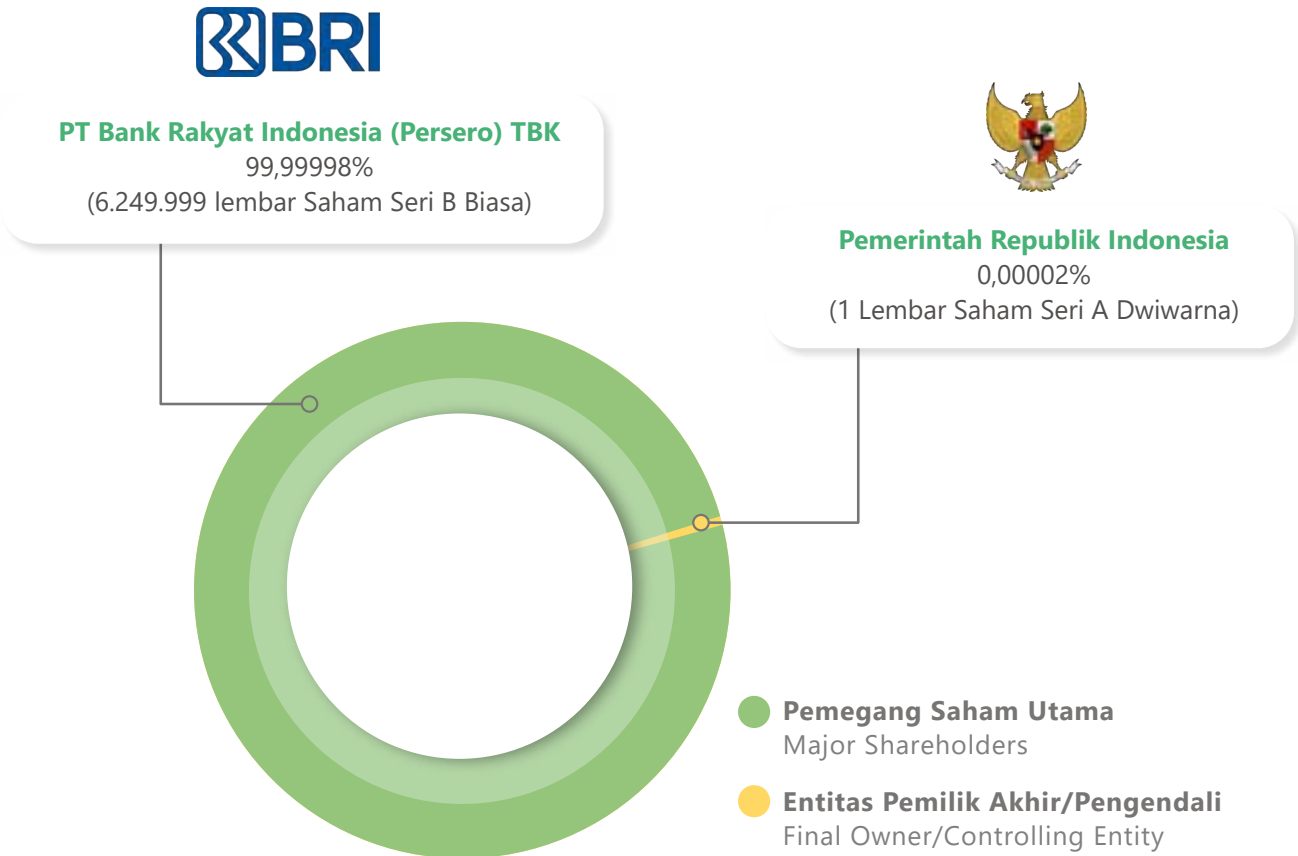 BRI
PT Bank Rakyat Indonesia (Persero) TBK
99,99998%
(6.249.999 lembar Saham Seri B Biasa)
Pemerintah Republik Indonesia
0,00002%
(1 Lembar Saham Seri A Dwiwarna)
Pemegang Saham Utama
Major Shareholders
Entitas Pemilik Akhir/Pengendali
Final Owner/Controlling Entity